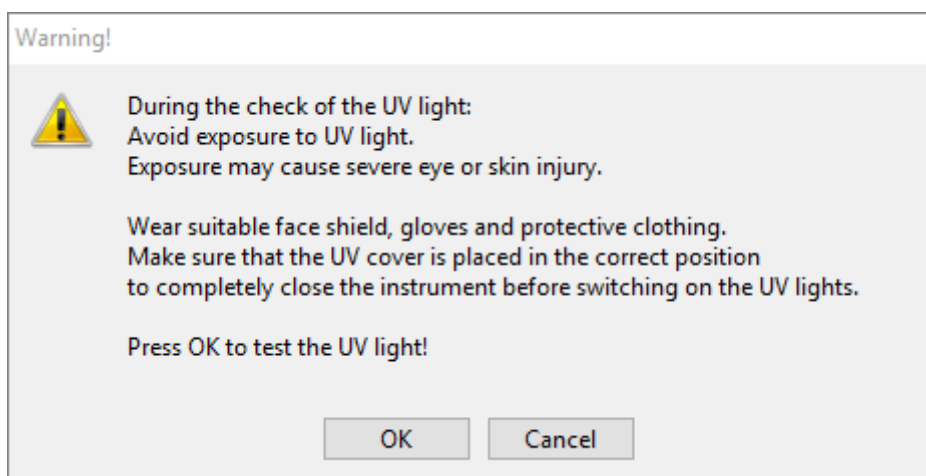 Warning!
During the check of the UV light:
Avoid exposure to UV light.
Exposure may cause severe eye or skin injury.
Wear suitable face shield, gloves and protective clothing.
Make sure that the UV cover is placed in the correct position
to completely close the instrument before switching on the UV lights.
Press OK to test the UV light!
OK
Cancel